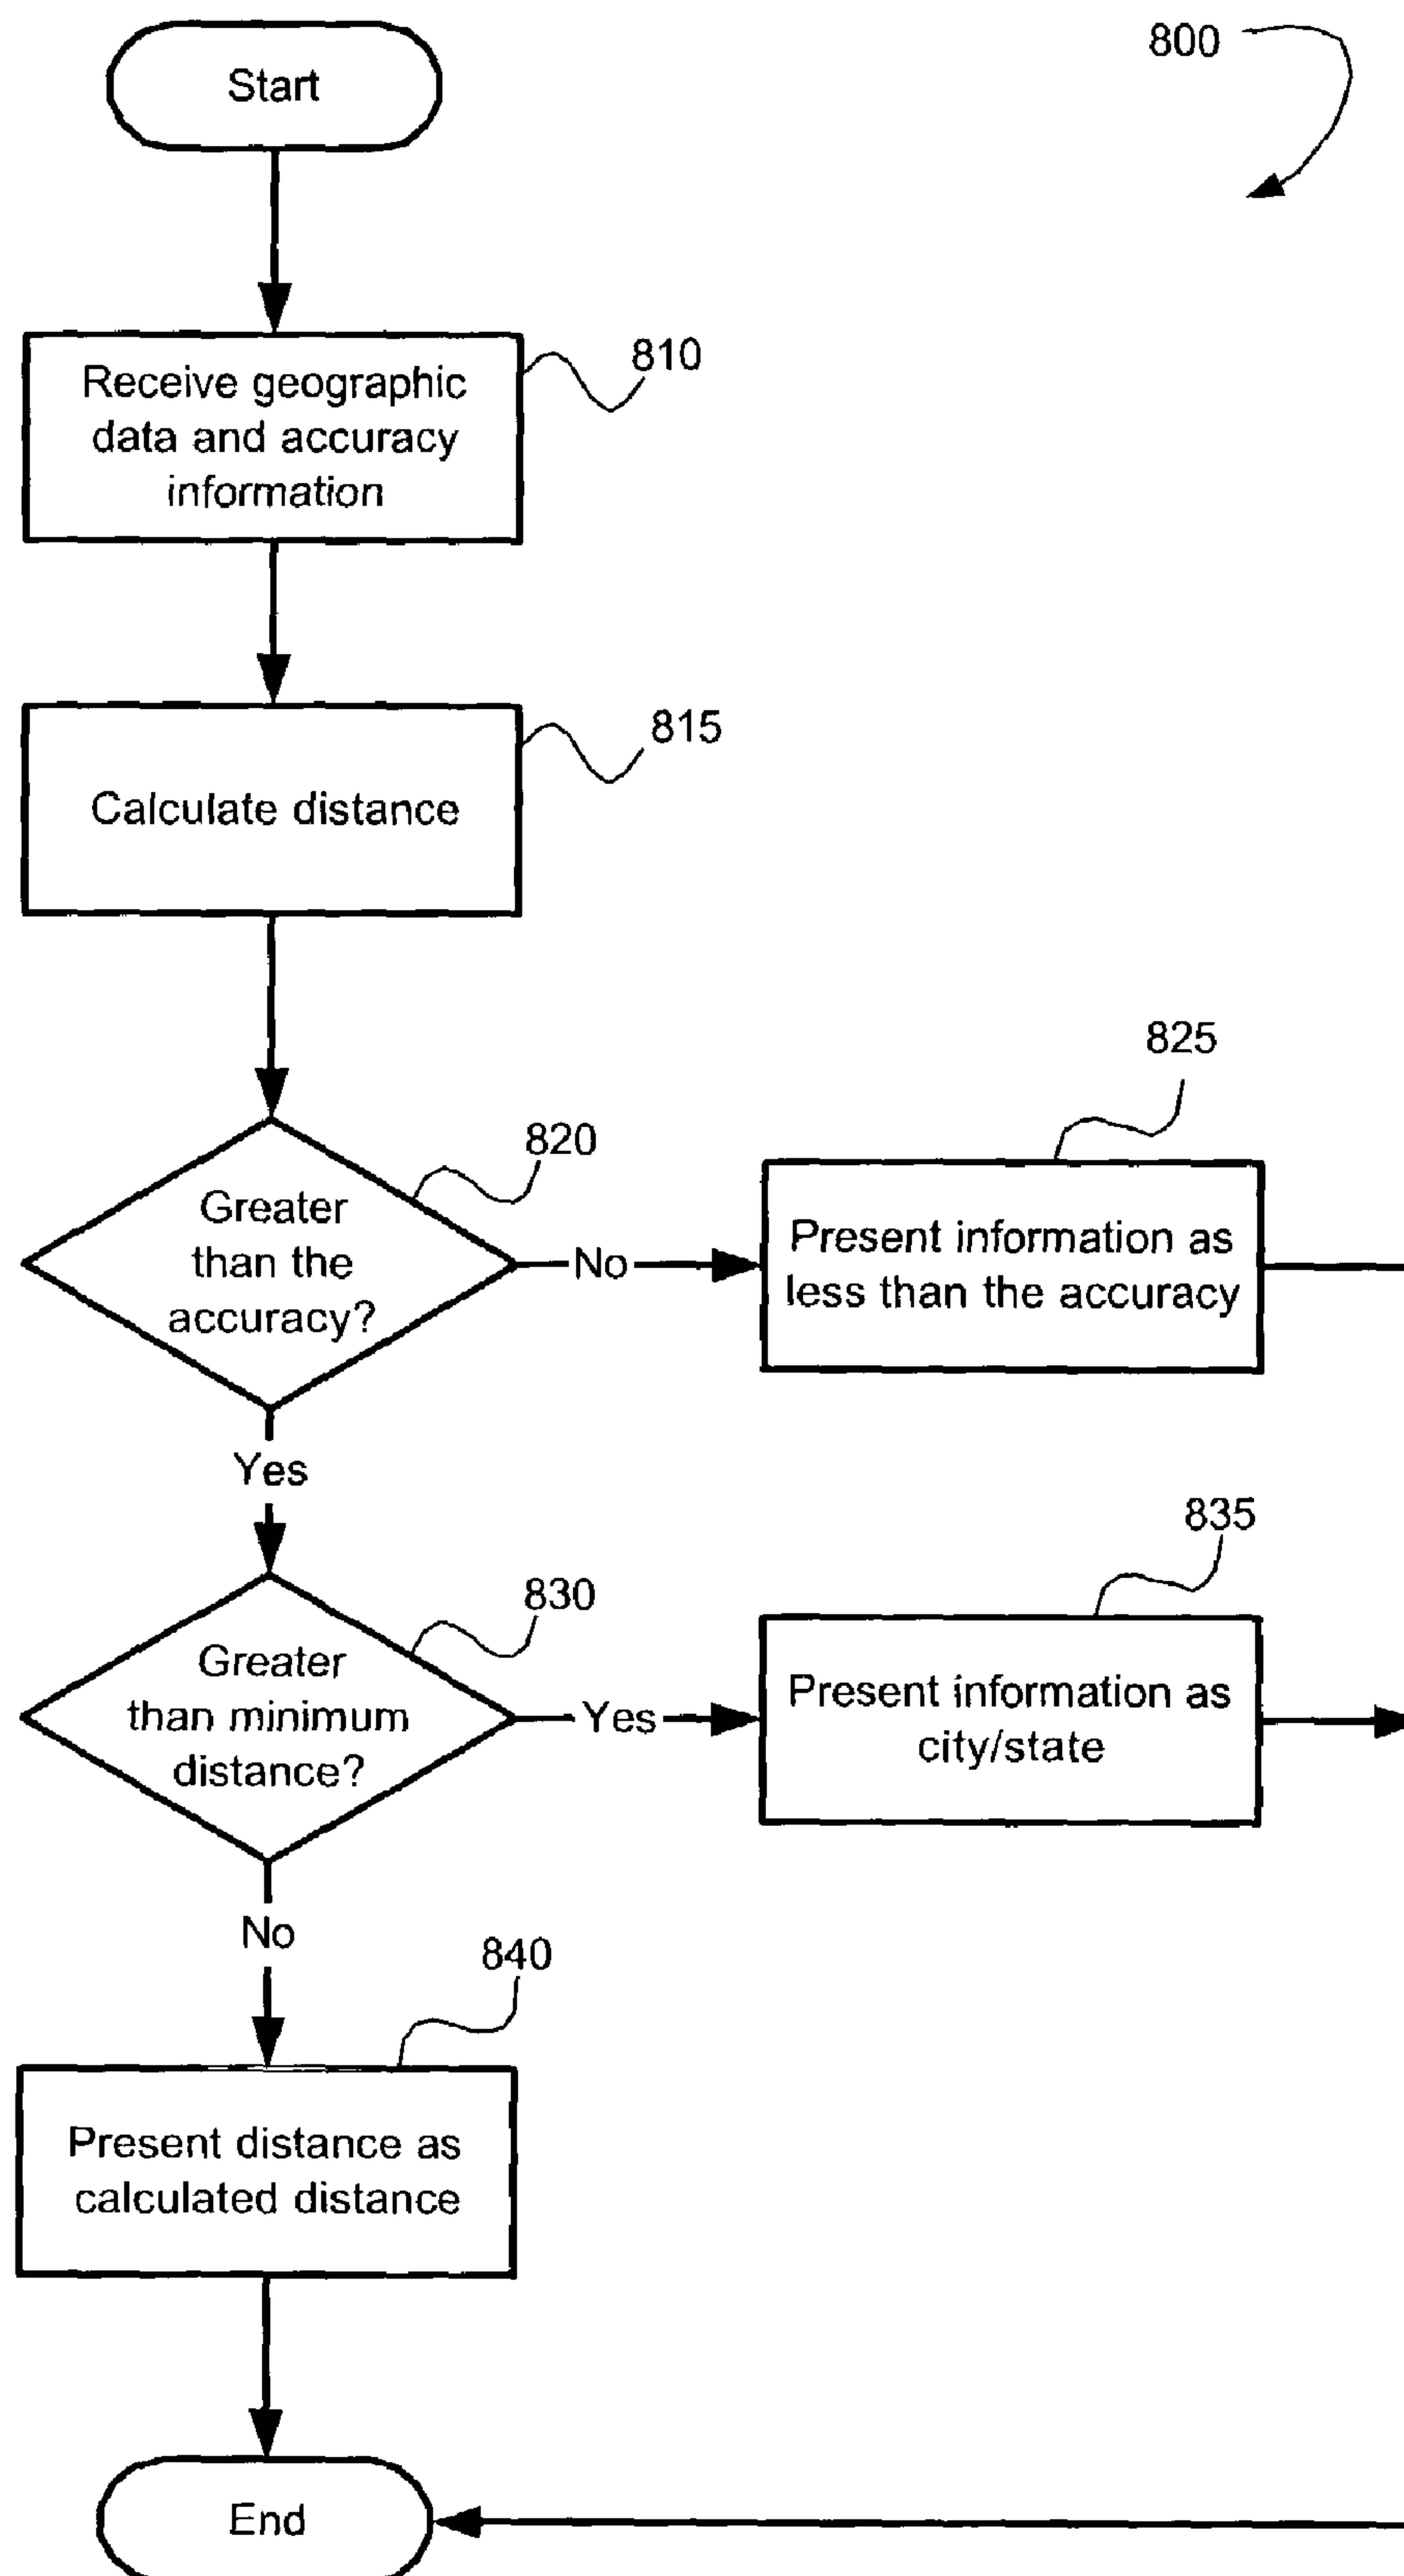 Start
800
Receive geographic
data and accuracy
information
810
Calculate distance
815
Greater
than the
accuracy?
820
No
Present information as
less than the accuracy
825
Yes
Greater
than minimum
distance?
830
Yes
Present information as
city/state
835
No
Present distance as
calculated distance
840
End